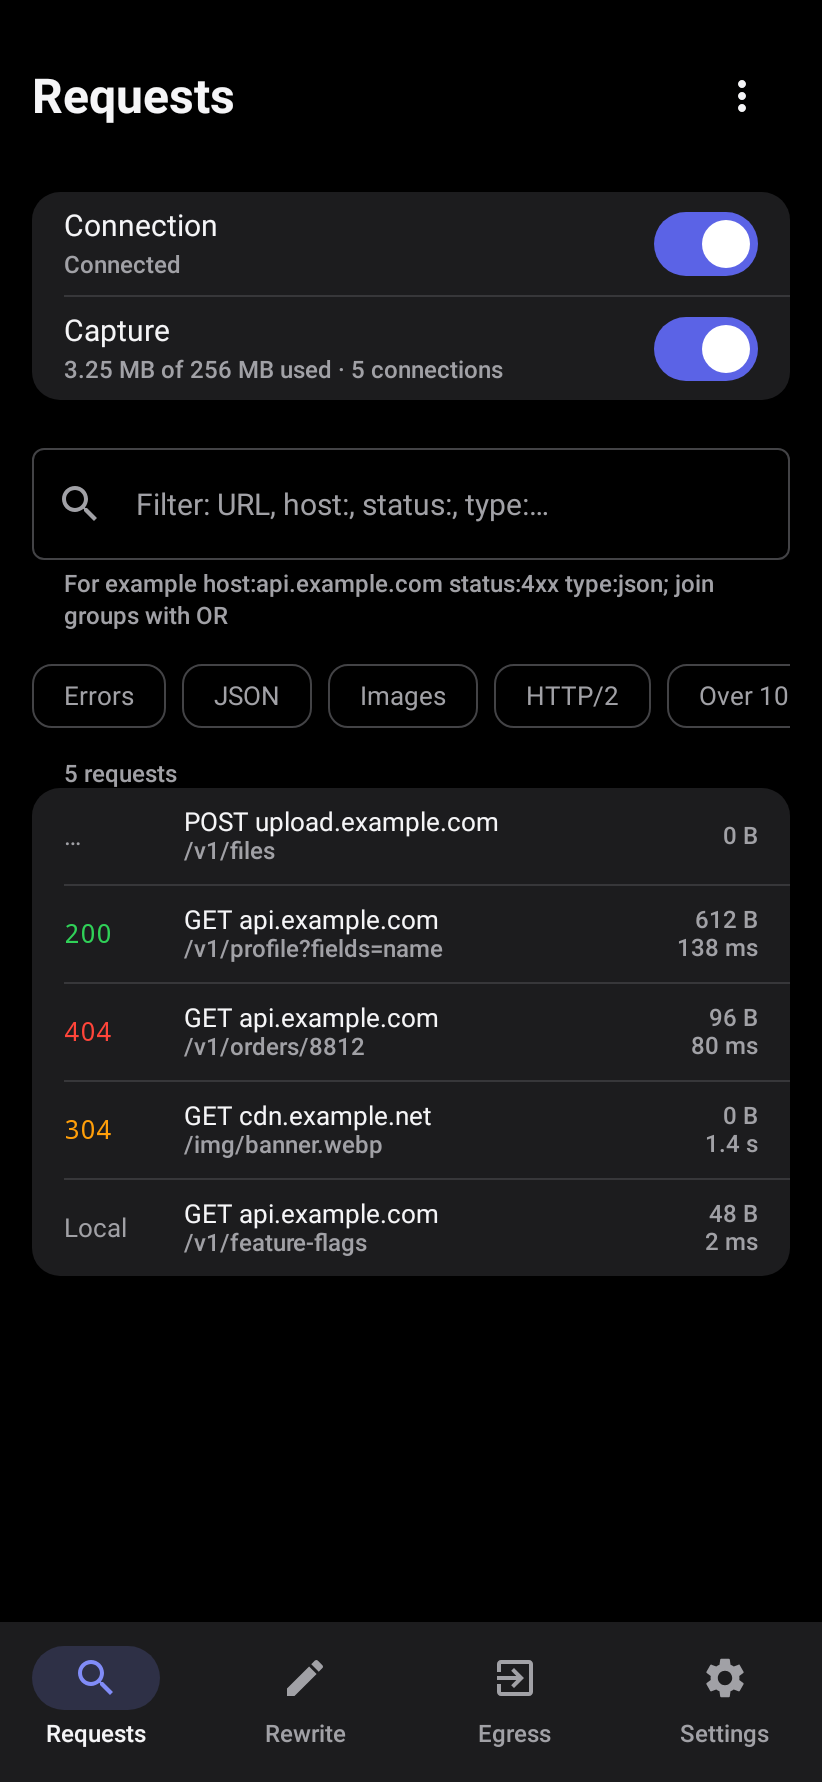 Requests
Connection
Connected
Capture
3.25 MB of 256 MB used · 5 connections
Filter: URL, host:, status:, type:...
For example host:api.example.com status:4xx type:json; join
groups with OR
Errors
JSON
Images
HTTP/2
Over 10
5 requests
...
POST upload.example.com
/v1/files
0 B
200
GET api.example.com
/v1/profile?fields=name
612 B
138 ms
404
GET api.example.com
/v1/orders/8812
96 B
80 ms
304
GET cdn.example.net
/img/banner.webp
0 B
1.4 s
Local
GET api.example.com
/v1/feature-flags
48 B
2 ms
Requests
Rewrite
Egress
Settings